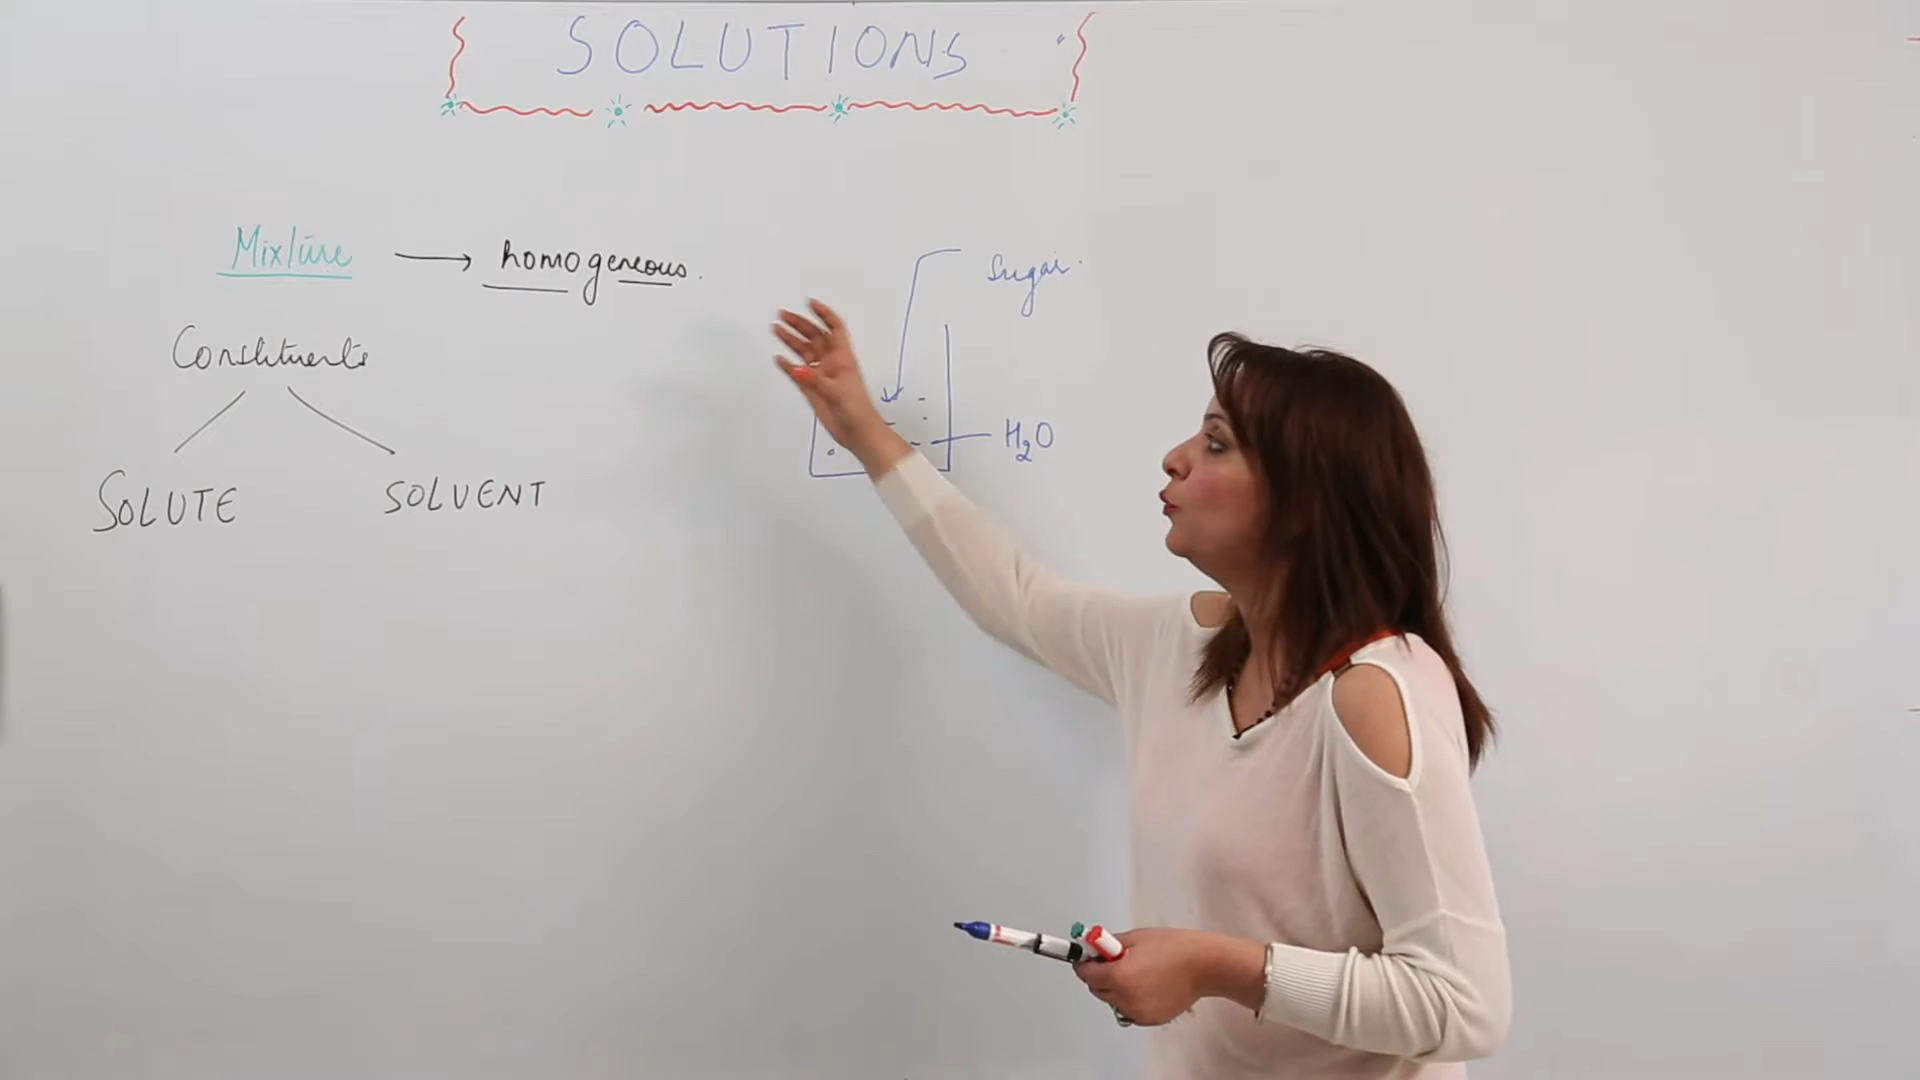 SOLUTIONS
Mixture → homogeneous.
Constituents
SOLUTE SOLVENT
Sugar.
H₂O